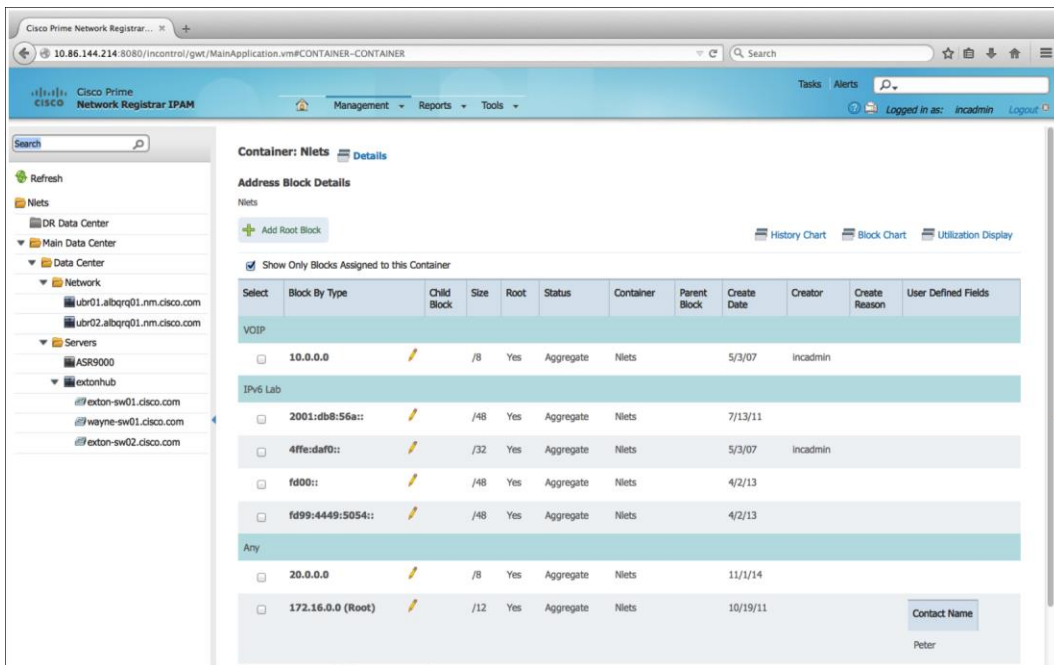 Cisco Prime Network Registrar...
10.86.144.214:8080/incontrol/gwt/MainApplication.vm#CONTAINER-CONTAINER
Search
CISCO
Cisco Prime
Network Registrar IPAM
Management
Reports
Tools
Tasks
Alerts
Logged in as: incadmin Logout
Search
Refresh
Nlets
DR Data Center
Main Data Center
Data Center
Network
ubr01.albqrq01.nm.cisco.com
ubr02.albqrq01.nm.cisco.com
Servers
ASR9000
extonhub
exton-sw01.cisco.com
wayne-sw01.cisco.com
exton-sw02.cisco.com
Container: Nlets Details
Address Block Details
Nlets
Add Root Block
History Chart Block Chart Utilization Display
Show Only Blocks Assigned to this Container
Select Block By Type Child Block Size Root Status Container Parent Block Create Date Creator Create Reason User Defined Fields
VOIP
10.0.0.0 /8 Yes Aggregate Nlets 5/3/07 incadmin
IPv6 Lab
2001:db8:56a:: /48 Yes Aggregate Nlets 7/13/11
4ffe:daf0:: /32 Yes Aggregate Nlets 5/3/07 incadmin
fd00:: /48 Yes Aggregate Nlets 4/2/13
fd99:4449:5054:: /48 Yes Aggregate Nlets 4/2/13
Any
20.0.0.0 /8 Yes Aggregate Nlets 11/1/14
172.16.0.0 (Root) /12 Yes Aggregate Nlets 10/19/11
Contact Name
Peter